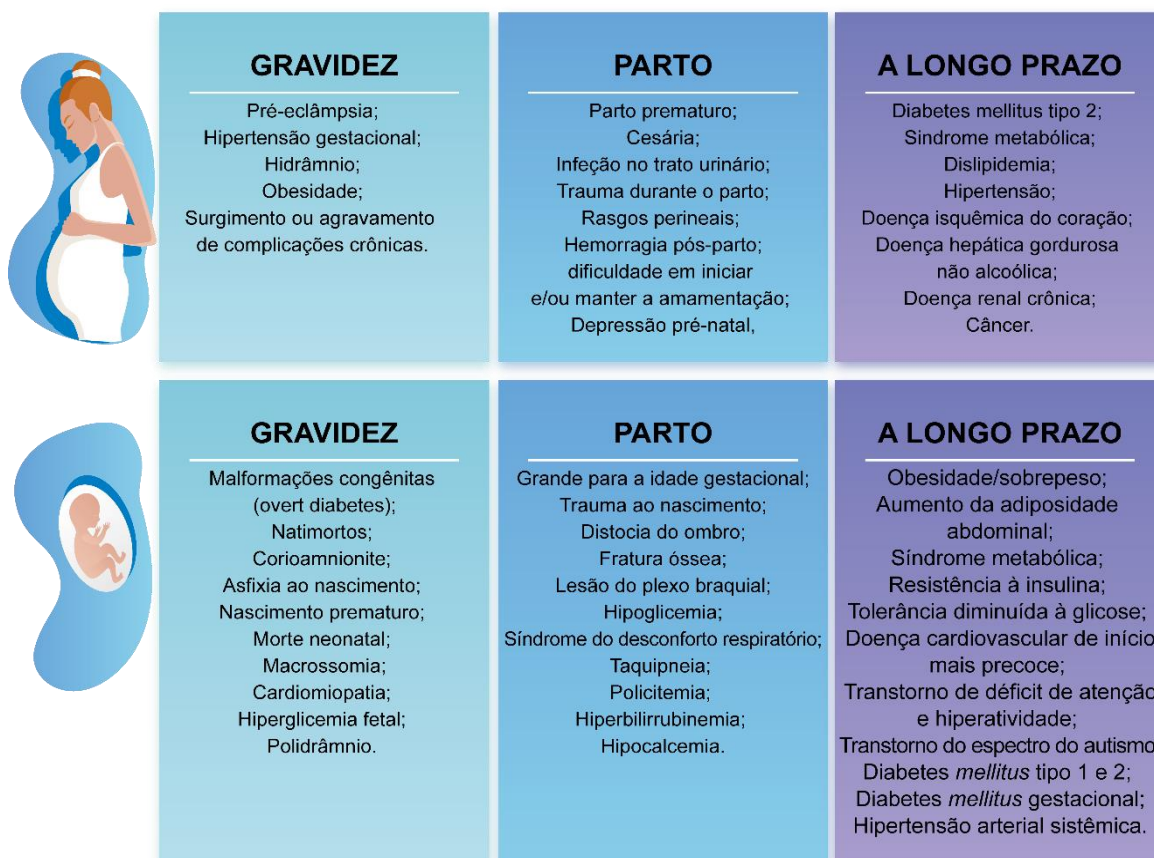 GRAVIDEZ
Pré-eclâmpsia;
Hipertensão gestacional;
Hidrâmnio;
Obesidade;
Surgimento ou agravamento
de complicações crônicas.
PARTO
Parto prematuro;
Cesária;
Infeção no trato urinário;
Trauma durante o parto;
Rasgos perineais;
Hemorragia pós-parto;
dificuldade em iniciar
e/ou manter a amamentação;
Depressão pré-natal,
A LONGO PRAZO
Diabetes mellitus tipo 2;
Síndrome metabólica;
Dislipidemia;
Hipertensão;
Doença isquêmica do coração;
Doença hepática gordurosa
não alcoólica;
Doença renal crônica;
Câncer.
GRAVIDEZ
Malformações congênitas
(overt diabetes);
Natimortos;
Corioamnionite;
Asfixia ao nascimento;
Nascimento prematuro;
Morte neonatal;
Macrossomia;
Cardiomiopatia;
Hiperglicemia fetal;
Polidrâmnio.
PARTO
Grande para a idade gestacional;
Trauma ao nascimento;
Distocia do ombro;
Fratura óssea;
Lesão do plexo braquial;
Hipoglicemia;
Síndrome do desconforto respiratório;
Taquipneia;
Policitemia;
Hiperbilirrubinemia;
Hipocalcemia.
A LONGO PRAZO
Obesidade/sobrepeso;
Aumento da adiposidade
abdominal;
Síndrome metabólica;
Resistência à insulina;
Tolerância diminuída à glicose;
Doença cardiovascular de início
mais precoce;
Transtorno de déficit de atenção
e hiperatividade;
Transtorno do espectro do autismo
Diabetes mellitus tipo 1 e 2;
Diabetes mellitus gestacional;
Hipertensão arterial sistêmica.